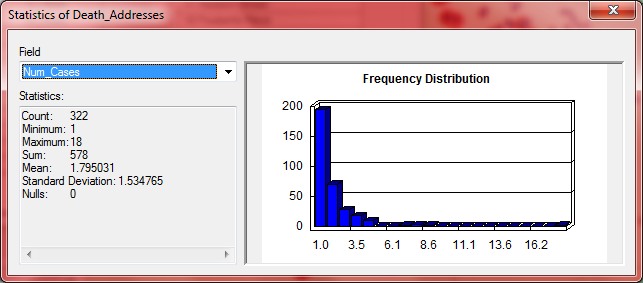 Statistics of Death_Addresses
Field
Num_Cases
Statistics:
Count: 322
Minimum: 1
Maximum: 18
Sum: 578
Mean: 1.795031
Standard Deviation: 1.534765
Nulls: 0
Frequency Distribution
200
150
100
50
0
1.0 3.5 6.1 8.6 11.1 13.6 16.2